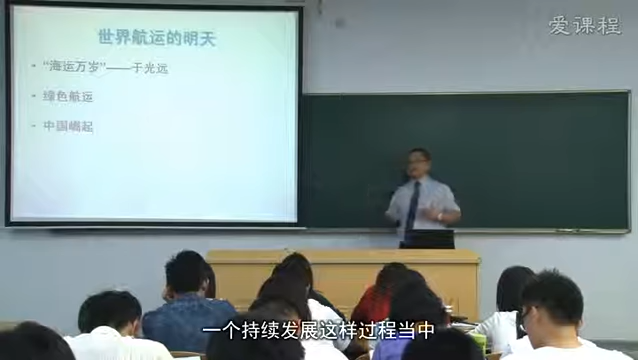 爱课程
世界航运的明天
• “海运万岁”——于光远
• 绿色航运
• 中国崛起
一个持续发展这样过程当中